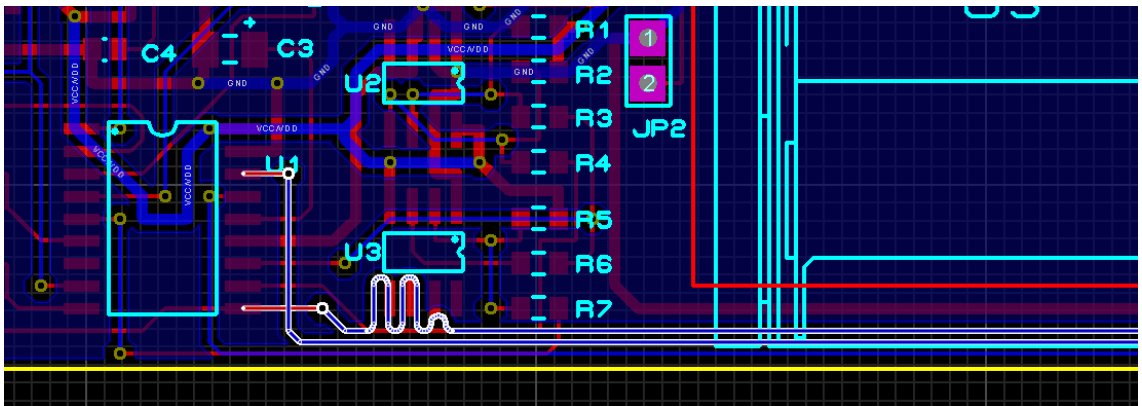 GND
GND
VCC/VDD
R1
1
C4
+
C3
GND
GND
R2
U2
GND
2
VCC/VDD
R3
JP2
VCC/VDD
VCC/VDD
U1
R4
VCC/VDD
R5
U3
R6
R7